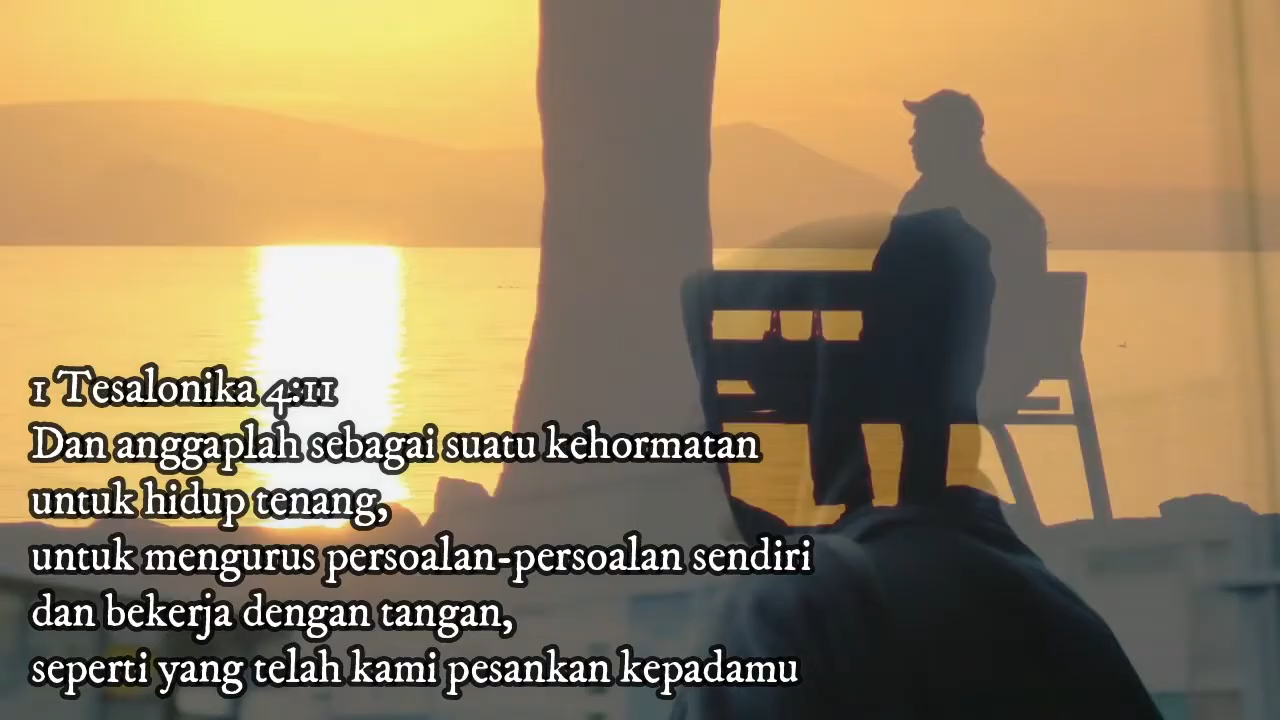 1 Tesalonika 4:11
Dan anggaplah sebagai suatu kehormatan
untuk hidup tenang,
untuk mengurus persoalan-persoalan sendiri
dan bekerja dengan tangan,
seperti yang telah kami pesankan kepadamu